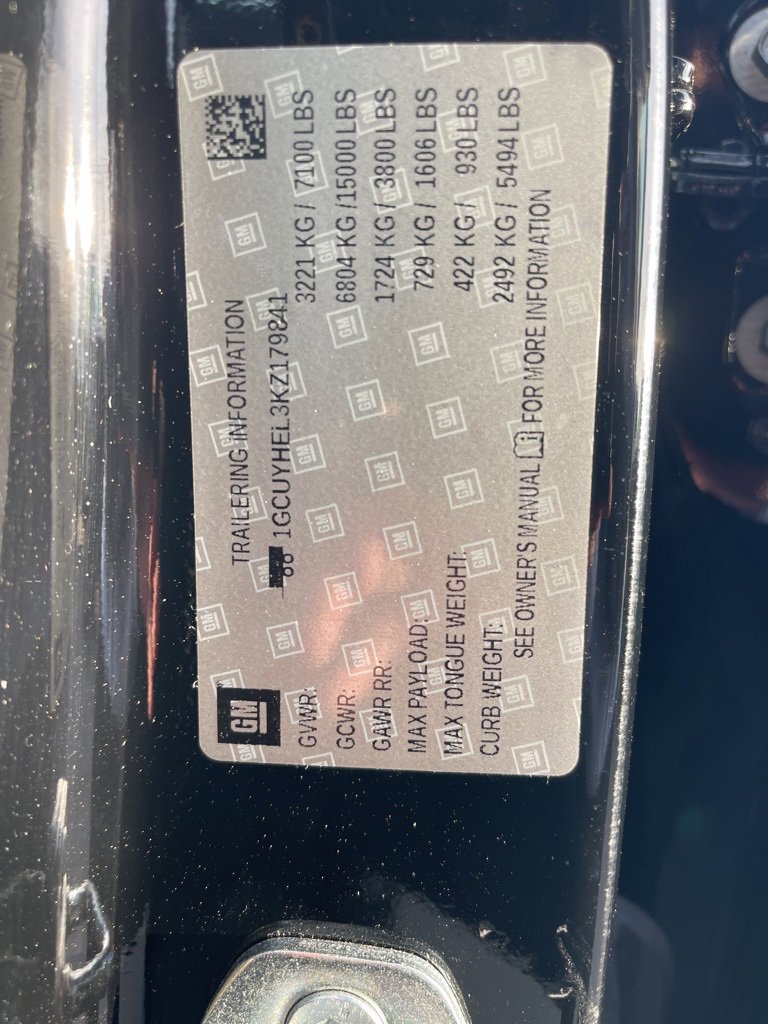 GM
TRAILERING INFORMATION
1GCUYHEL3KZ179841
GVWR: 3221 KG / 7100 LBS
GCWR: 6804 KG /15000 LBS
GAWR RR: 1724 KG / 3800 LBS
MAX PAYLOAD: 729 KG / 1606 LBS
MAX TONGUE WEIGHT: 422 KG / 930 LBS
CURB WEIGHT: 2492 KG / 5494 LBS
SEE OWNER'S MANUAL FOR MORE INFORMATION